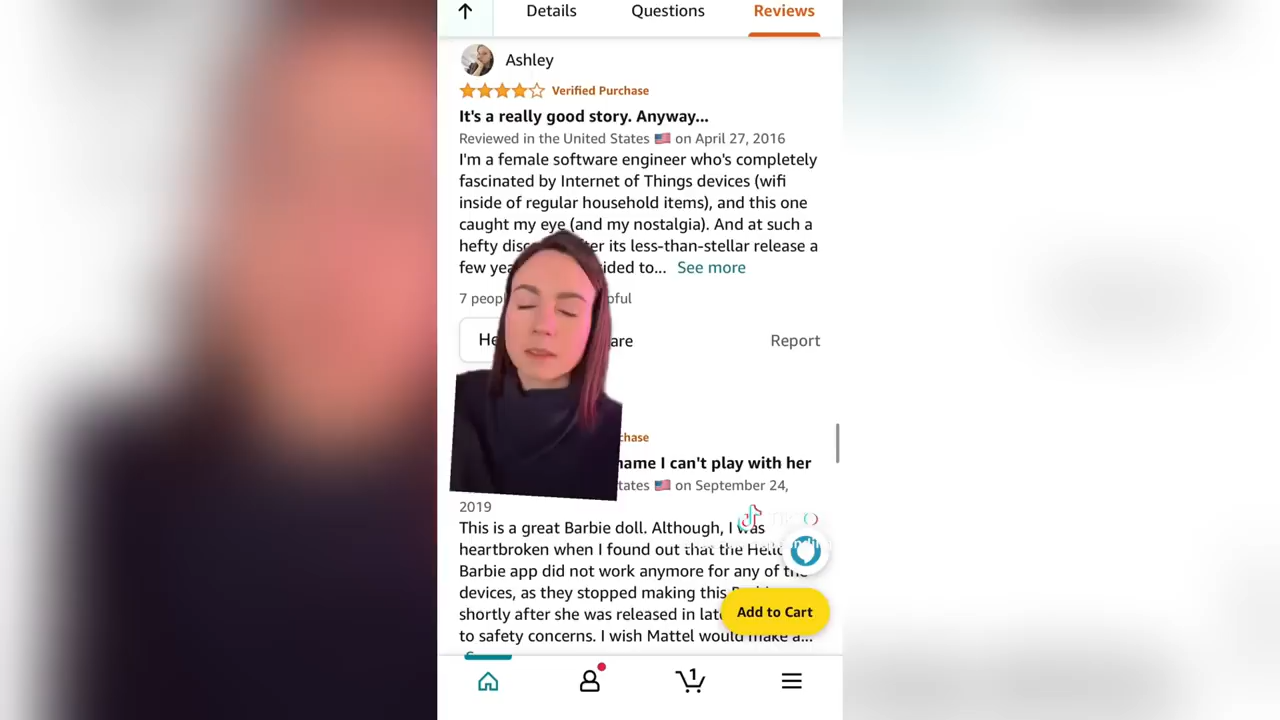 Details Questions Reviews
Ashley
Verified Purchase
It's a really good story. Anyway...
Reviewed in the United States on April 27, 2016
I'm a female software engineer who's completely
fascinated by Internet of Things devices (wifi
inside of regular household items), and this one
caught my eye (and my nostalgia). And at such a
hefty its less-than-stellar release a
few to... See more
7
Report
name I can't play with her
on September 24,
2019
This is a great Barbie doll. Although, I was
heartbroken when I found out that the Hello
Barbie app did not work anymore for any of the
devices, as they stopped making this
shortly after she was released in
to safety concerns. I wish Mattel would make a...
Add to Cart
1